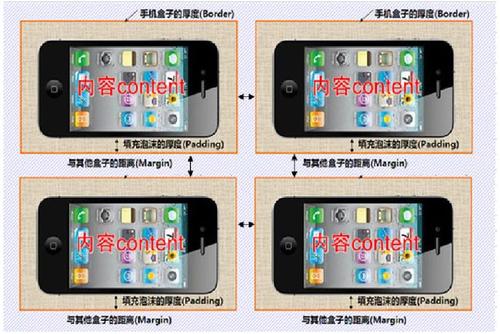 手机盒子的厚度(Border)
手机盒子的厚度(Border)
内容content
内容content
填充泡沫的厚度(Padding)
填充泡沫的厚度(Padding)
与其他盒子的距离(Margin)
与其他盒子的距离(Margin)
内容content
内容content
填充泡沫的厚度(Padding)
填充泡沫的厚度(Padding)
与其他盒子的距离(Margin)
与其他盒子的距离(Margin)